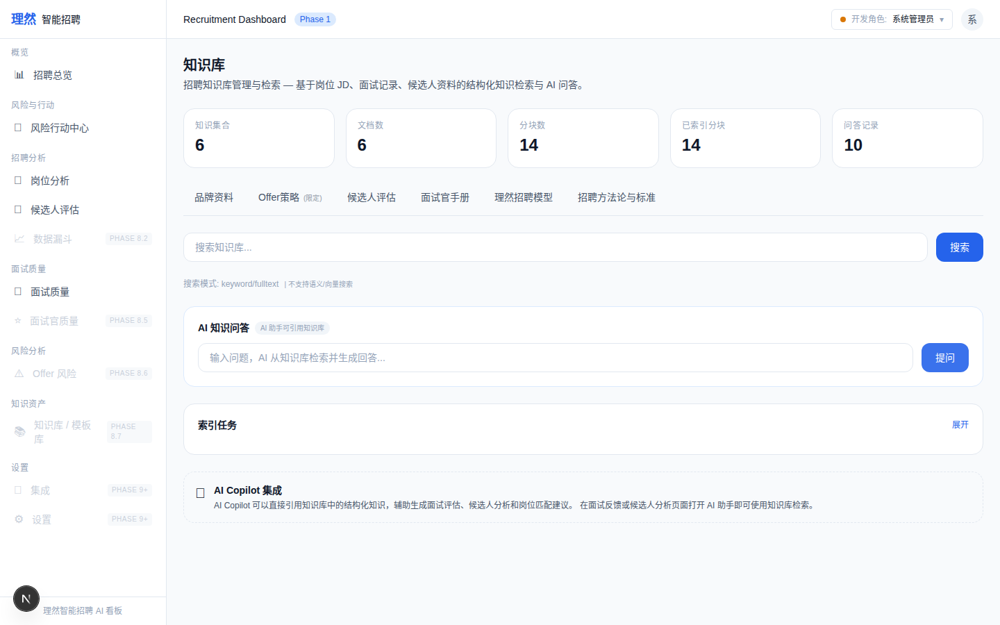 理然 智能招聘
Recruitment Dashboard Phase 1
开发角色: 系统管理员 ▾ 系
概览
招聘总览
风险与行动
风险行动中心
招聘分析
岗位分析
候选人评估
数据漏斗 PHASE 8.2
面试质量
面试质量
面试官质量 PHASE 8.5
风险分析
Offer 风险 PHASE 8.6
知识资产
知识库 / 模板
库
PHASE
8.7
设置
集成 PHASE 9+
设置 PHASE 9+
理然智能招聘 AI 看板
知识库
招聘知识库管理与检索 — 基于岗位 JD、面试记录、候选人资料的结构化知识检索与 AI 问答。
知识集合
6
文档数
6
分块数
14
已索引分块
14
问答记录
10
品牌资料 Offer策略 (限定) 候选人评估 面试官手册 理然招聘模型 招聘方法论与标准
搜索知识库... 搜索
搜索模式: keyword/fulltext | 不支持语义/向量搜索
AI 知识问答 AI 助手可引用知识库
输入问题，AI 从知识库检索并生成回答... 提问
索引任务 展开
AI Copilot 集成
AI Copilot 可以直接引用知识库中的结构化知识，辅助生成面试评估、候选人分析和岗位匹配建议。 在面试反馈或候选人分析页面打开 AI 助手即可使用知识库检索。